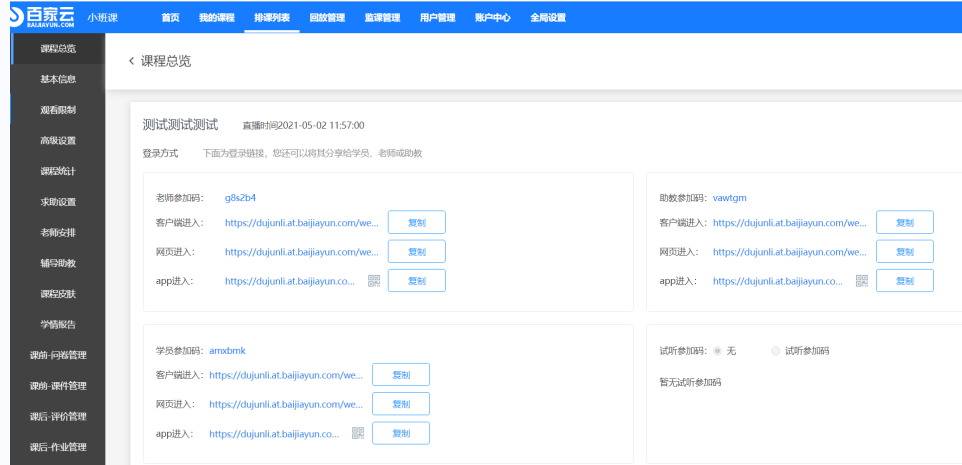 百家云 小班课 首页 我的课程 排课列表 回放管理 监课管理 用户管理 账户中心 全局设置
BAIJIAYUN.COM
课程总览
基本信息
观看限制
高级设置
课程统计
求助设置
老师安排
辅导助教
课程皮肤
学情报告
课前-问卷管理
课前-课件管理
课后-评价管理
课后-作业管理
< 课程总览
测试测试测试 直播时间2021-05-02 11:57:00
登录方式 下面为登录链接，您还可以将其分享给学员、老师或助教
老师参加码： g8s2b4
客户端进入： https://dujunli.at.baijiayun.com/we... 复制
网页进入： https://dujunli.at.baijiayun.com/we... 复制
app进入： https://dujunli.at.baijiayun.co... 复制
助教参加码： vawtgm
客户端进入： https://dujunli.at.baijiayun.com/we... 复制
网页进入： https://dujunli.at.baijiayun.com/we... 复制
app进入： https://dujunli.at.baijiayun.co... 复制
学员参加码： amxbmk
客户端进入： https://dujunli.at.baijiayun.com/we... 复制
网页进入： https://dujunli.at.baijiayun.com/we... 复制
app进入： https://dujunli.at.baijiayun.co... 复制
试听参加码： 无 试听参加码
暂无试听参加码